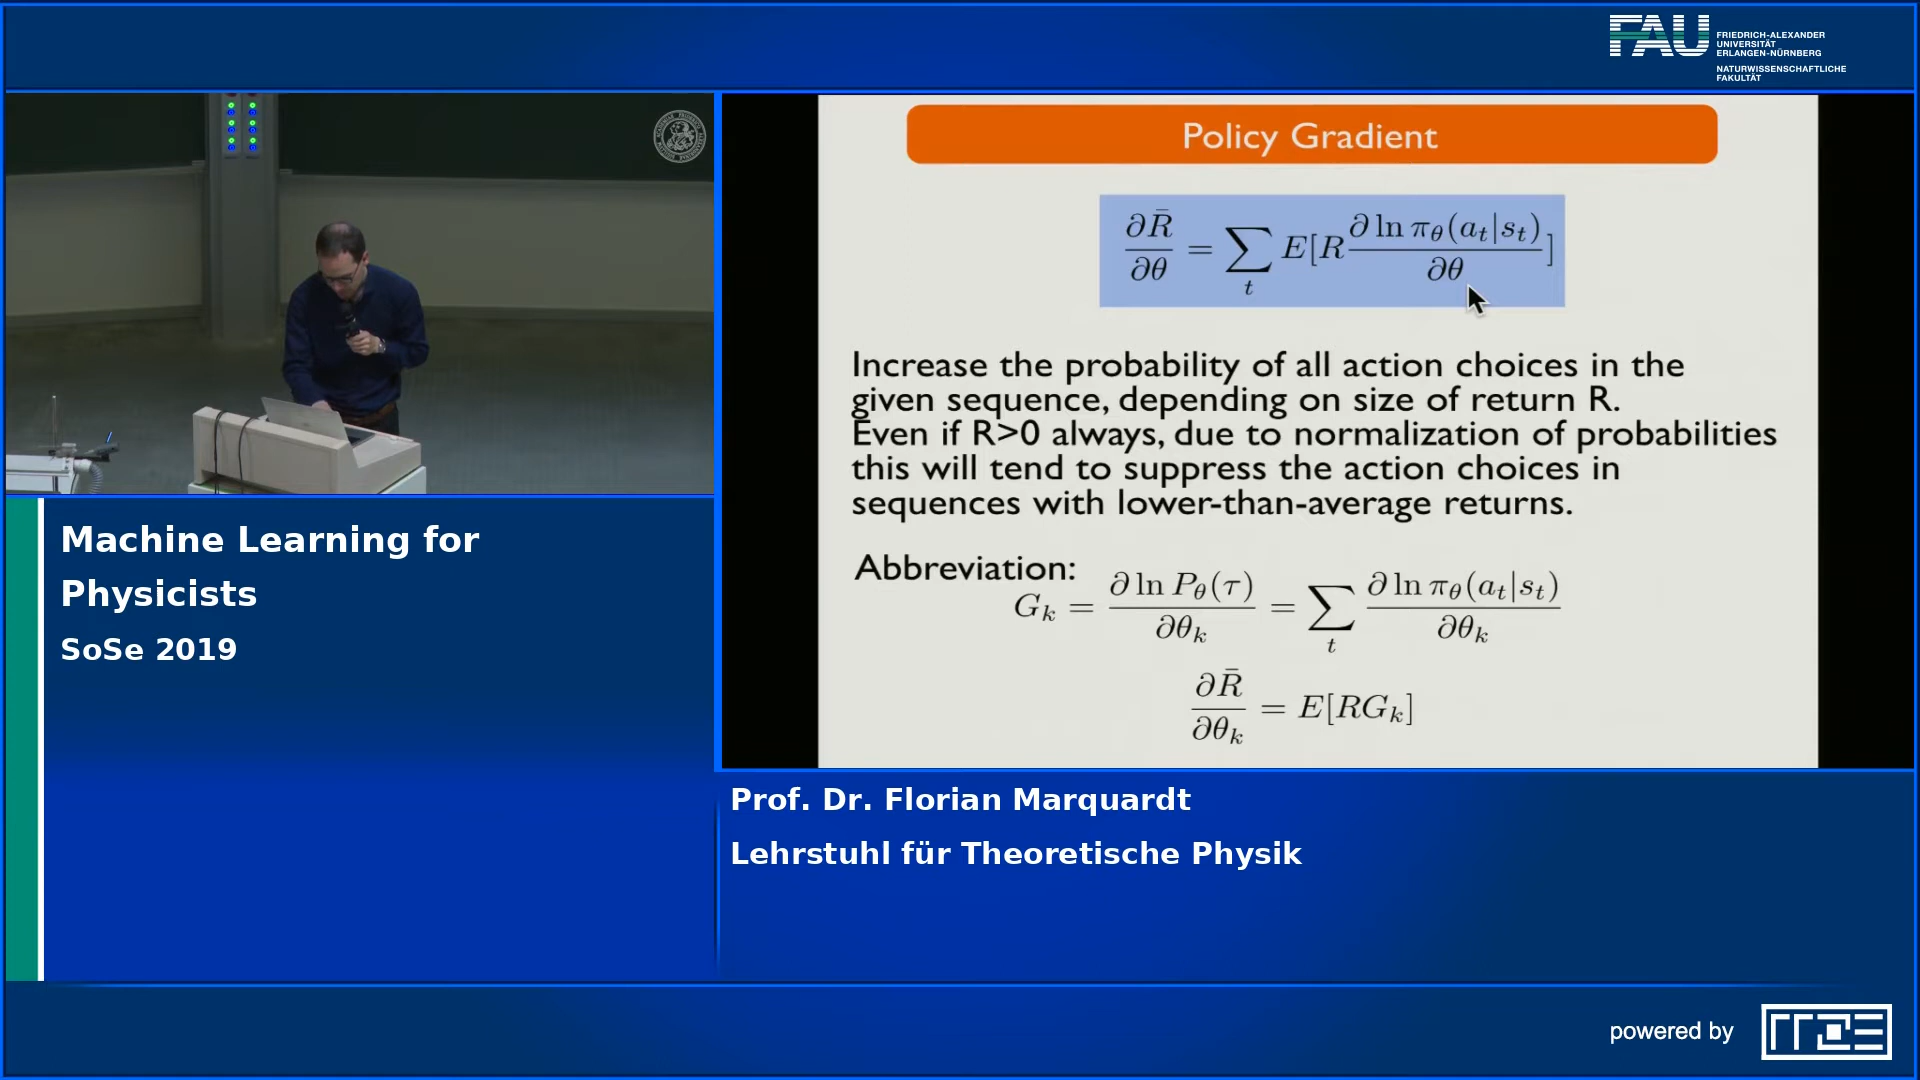 FAU
FRIEDRICH-ALEXANDER
UNIVERSITÄT
ERLANGEN-NÜRNBERG
NATURWISSENSCHAFTLICHE
FAKULTÄT
Policy Gradient
∂R̄/∂θ = ∑_t E[R ∂ ln π_θ(a_t|s_t)/∂θ]
Increase the probability of all action choices in the
given sequence, depending on size of return R.
Even if R>0 always, due to normalization of probabilities
this will tend to suppress the action choices in
sequences with lower-than-average returns.
Abbreviation:
G_k = ∂ ln P_θ(τ)/∂θ_k = ∑_t ∂ ln π_θ(a_t|s_t)/∂θ_k
∂R̄/∂θ_k = E[RG_k]
Machine Learning for
Physicists
SoSe 2019
Prof. Dr. Florian Marquardt
Lehrstuhl für Theoretische Physik
powered by